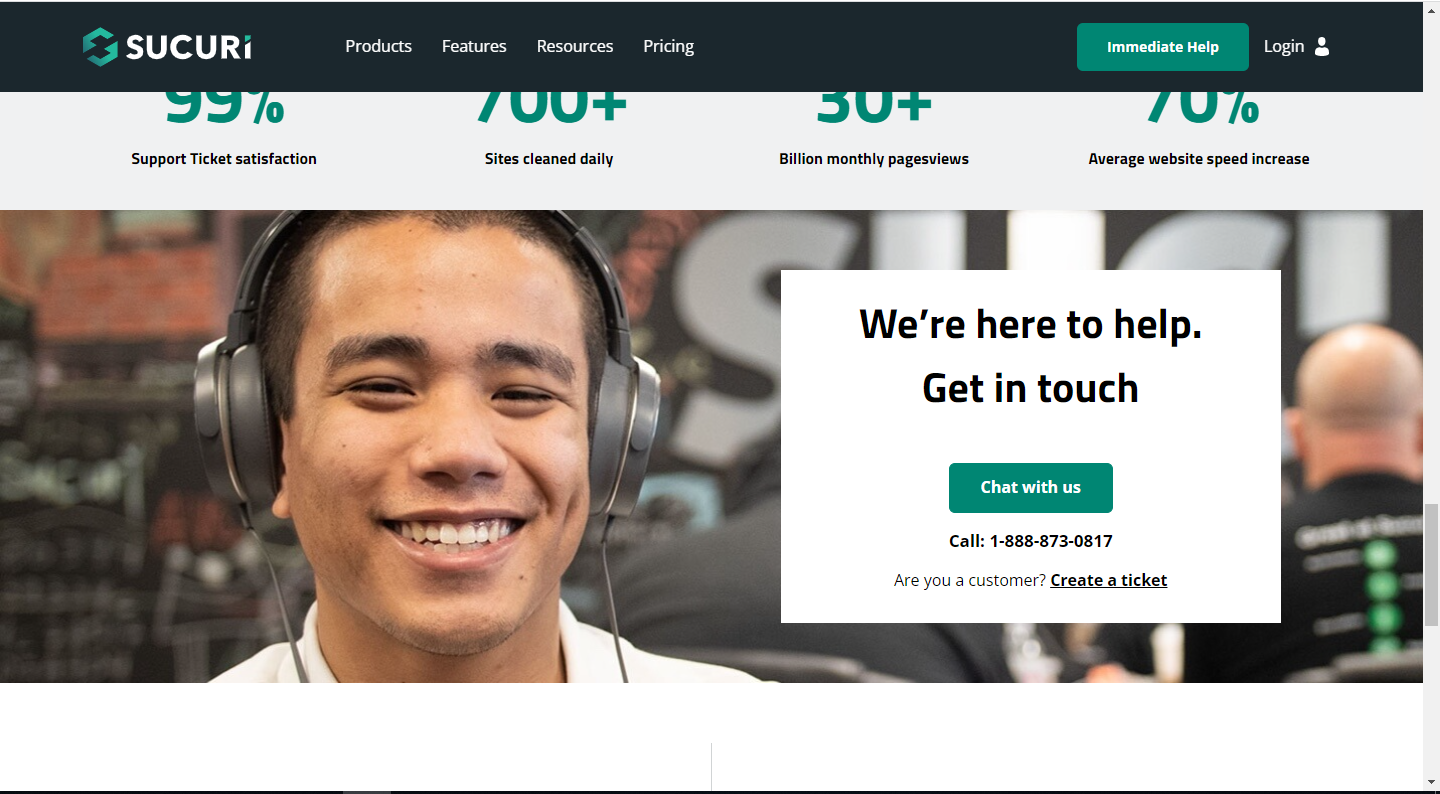 SUCURi
Products
Features
Resources
Pricing
Immediate Help
Login
99%
700+
30+
70%
Support Ticket satisfaction
Sites cleaned daily
Billion monthly pagesviews
Average website speed increase
We’re here to help.
Get in touch
Chat with us
Call: 1-888-873-0817
Are you a customer? Create a ticket